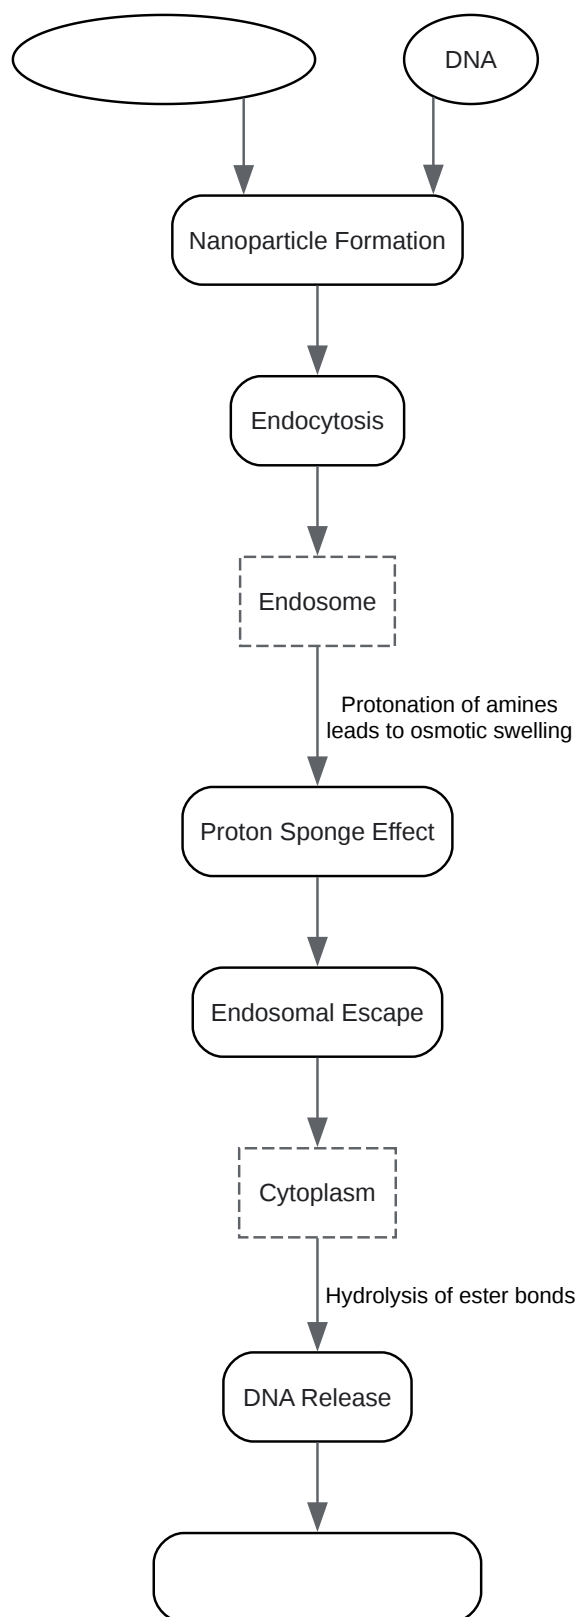 DNA
Nanoparticle Formation
Endocytosis
Endosome
Protonation of amines
leads to osmotic swelling
Proton Sponge Effect
Endosomal Escape
Cytoplasm
Hydrolysis of ester bonds
DNA Release